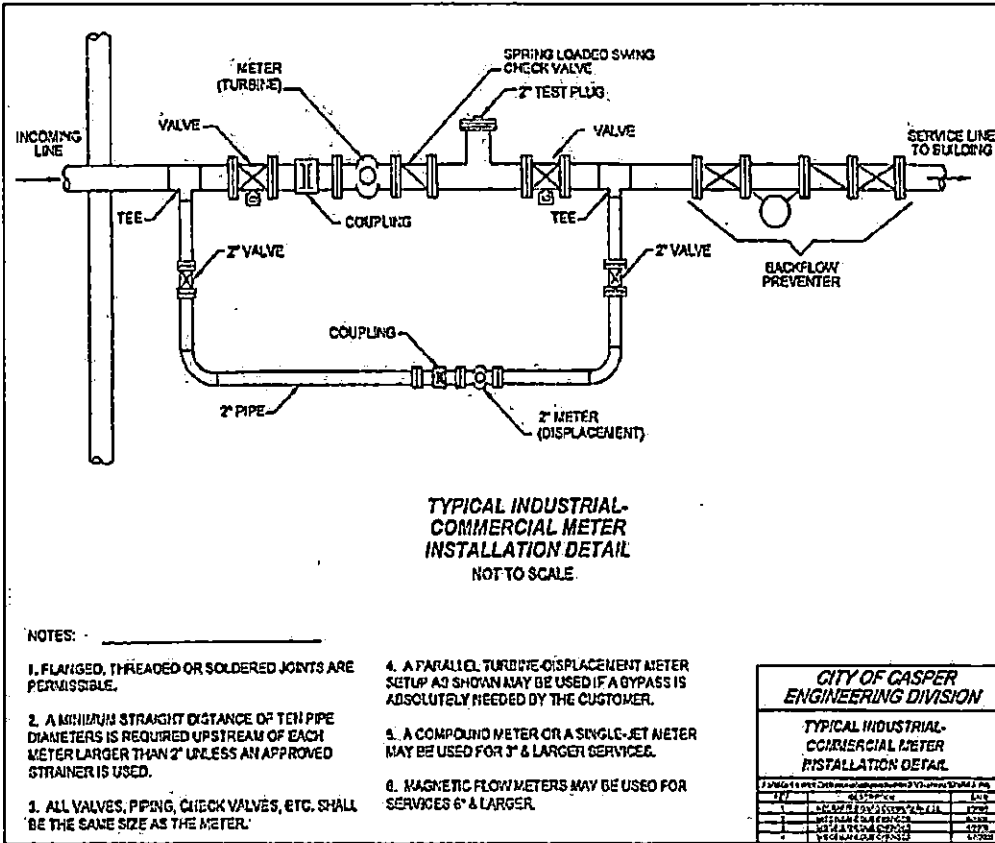 SPRING LOADED SWING
CHECK VALVE
METER
(TURBINE)
2" TEST PLUG
VALVE
VALVE
INCOMING
LINE
SERVICE LINE
TO BUILDING
TEE
COUPLING
TEE
2" VALVE
2" VALVE
BACKFLOW
PREVENTER
COUPLING
2" PIPE
2" METER
(DISPLACEMENT)
TYPICAL INDUSTRIAL-
COMMERCIAL METER
INSTALLATION DETAIL
NOT TO SCALE
NOTES:
1. FLANGED, THREADED OR SOLDERED JOINTS ARE
PERMISSIBLE.
2. A MINIMUM STRAIGHT DISTANCE OF TEN PIPE
DIAMETERS IS REQUIRED UPSTREAM OF EACH
METER LARGER THAN 2" UNLESS AN APPROVED
STRAINER IS USED.
3. ALL VALVES, PIPING, CHECK VALVES, ETC. SHALL
BE THE SAME SIZE AS THE METER.
4. A PARALLEL TURBINE-DISPLACEMENT METER
SETUP AS SHOWN MAY BE USED IF A BYPASS IS
ABSOLUTELY NEEDED BY THE CUSTOMER.
5. A COMPOUND METER OR A SINGLE-JET METER
MAY BE USED FOR 3" & LARGER SERVICES.
6. MAGNETIC FLOW METERS MAY BE USED FOR
SERVICES 6" & LARGER.
CITY OF CASPER
ENGINEERING DIVISION
TYPICAL INDUSTRIAL-
COMMERCIAL METER
INSTALLATION DETAIL